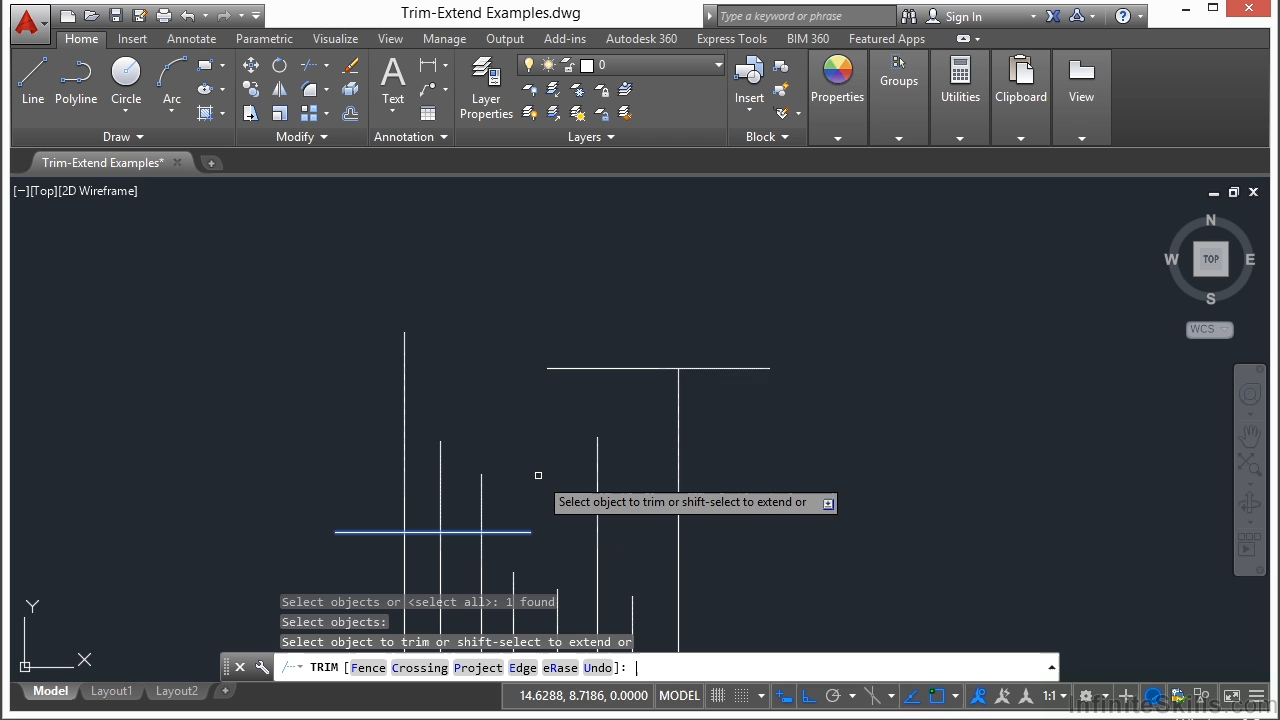 Trim-Extend Examples.dwg
Type a keyword or phrase
Sign In
Home Insert Annotate Parametric Visualize View Manage Output Add-ins Autodesk 360 Express Tools BIM 360 Featured Apps
Line Polyline Circle Arc Text Layer Properties 0 Insert Properties Groups Utilities Clipboard View
Draw Modify Annotation Layers Block
Trim-Extend Examples*
[−][Top][2D Wireframe]
N
W TOP E
S
WCS
Select object to trim or shift-select to extend or
Y
X
Select objects or <select all>: 1 found
Select objects:
Select object to trim or shift-select to extend or
TRIM [Fence Crossing Project Edge eRase Undo]:
Model Layout1 Layout2 14.6288, 8.7186, 0.0000 MODEL 1:1
InfiniteSkills.com